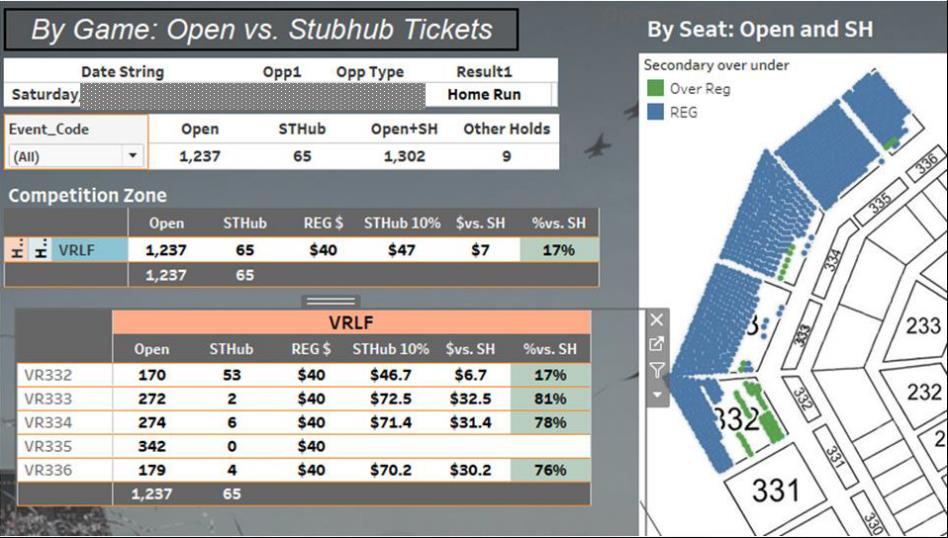 By Game: Open vs. Stubhub Tickets
Date String Opp1 Opp Type Result1
Saturday, Home Run
Event_Code Open STHub Open+SH Other Holds
(All) 1,237 65 1,302 9
Competition Zone
Open STHub REG $ STHub 10% $vs. SH %vs. SH
H.. H.. VRLF 1,237 65 $40 $47 $7 17%
1,237 65
VRLF
Open STHub REG $ STHub 10% $vs. SH %vs. SH
VR332 170 53 $40 $46.7 $6.7 17%
VR333 272 2 $40 $72.5 $32.5 81%
VR334 274 6 $40 $71.4 $31.4 78%
VR335 342 0 $40
VR336 179 4 $40 $70.2 $30.2 76%
1,237 65
By Seat: Open and SH
Secondary over under
Over Reg
REG
336
335
334
333
233
332
332
232
331
331
330